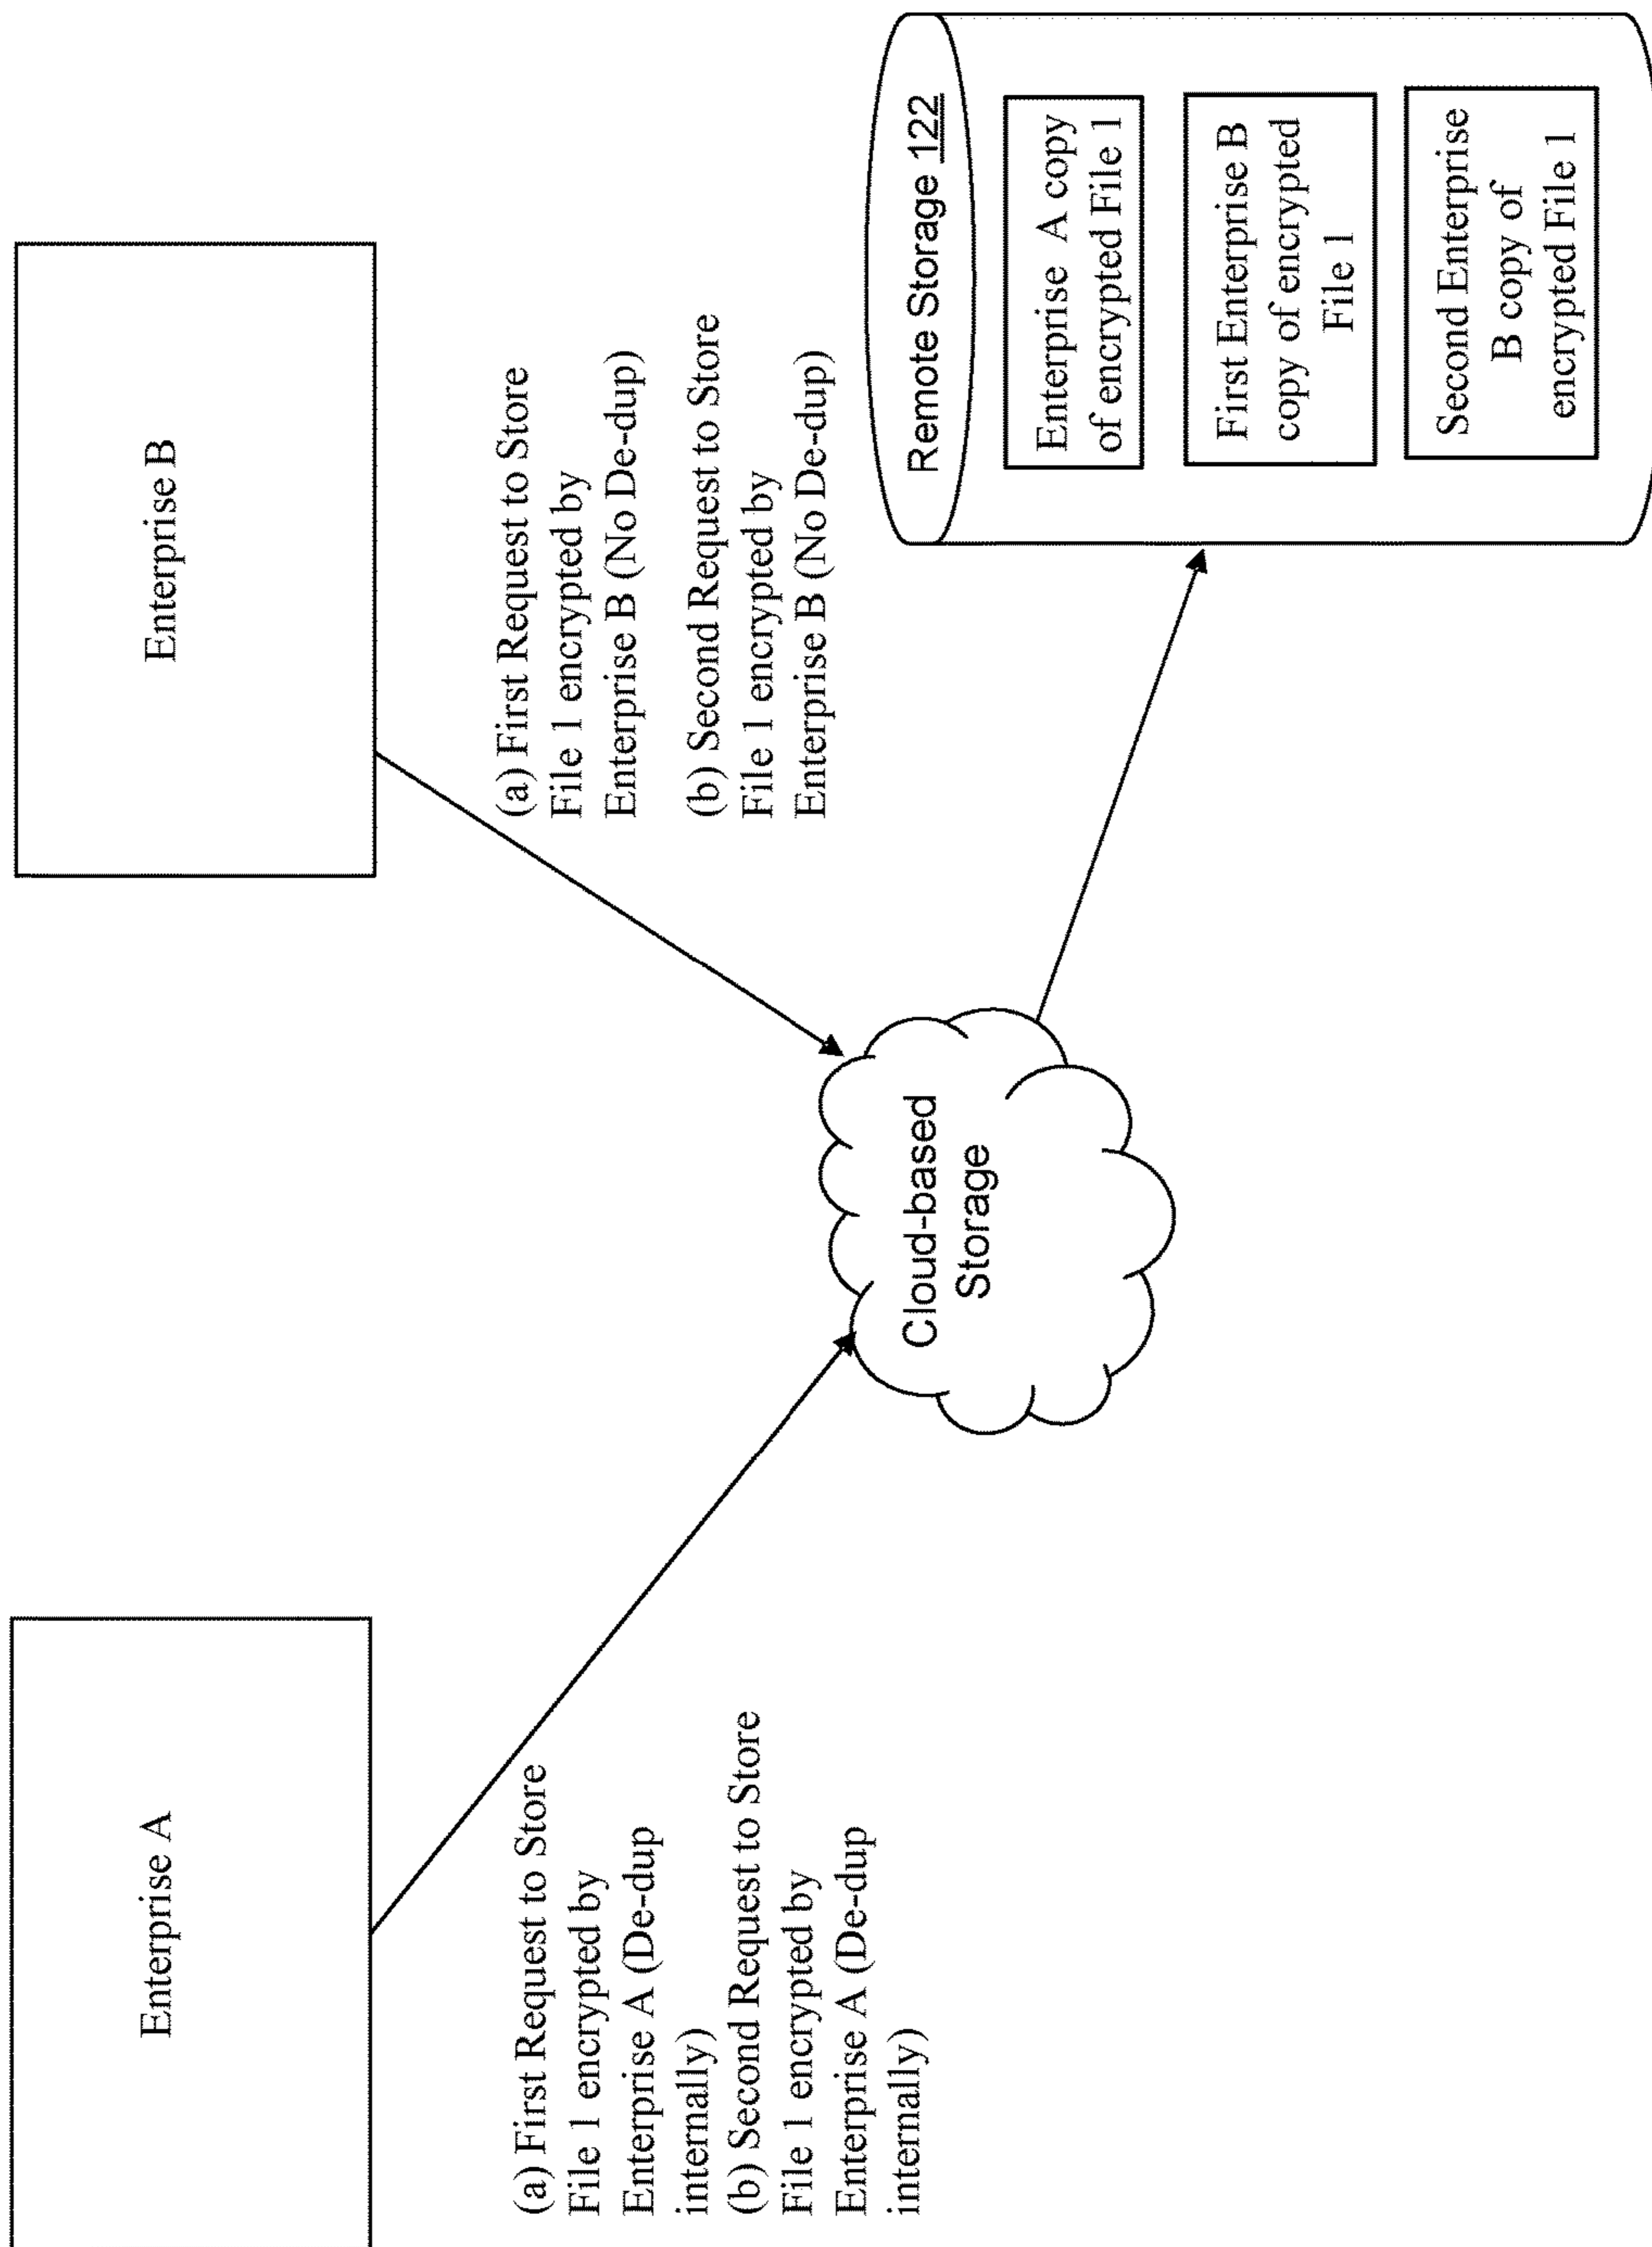 Enterprise A
Enterprise B
(a) First Request to Store
File 1 encrypted by
Enterprise A (De-dup
internally)
(b) Second Request to Store
File 1 encrypted by
Enterprise A (De-dup
internally)
(a) First Request to Store
File 1 encrypted by
Enterprise B (No De-dup)
(b) Second Request to Store
File 1 encrypted by
Enterprise B (No De-dup)
Cloud-based
Storage
Remote Storage 122
Enterprise A copy
of encrypted File 1
First Enterprise B
copy of encrypted
File 1
Second Enterprise
B copy of
encrypted File 1